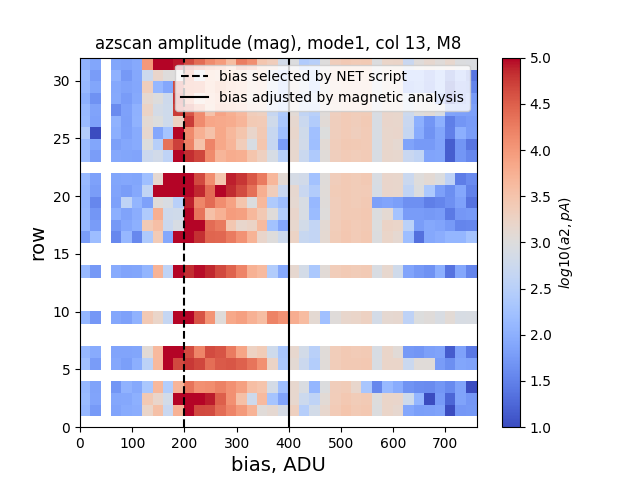 azscan amplitude (mag), mode1, col 13, M8
bias selected by NET script
bias adjusted by magnetic analysis
row
30
25
20
15
10
5
0
0 100 200 300 400 500 600 700
bias, ADU
5.0
4.5
4.0
3.5
3.0
2.5
2.0
1.5
1.0
log10(a2, pA)